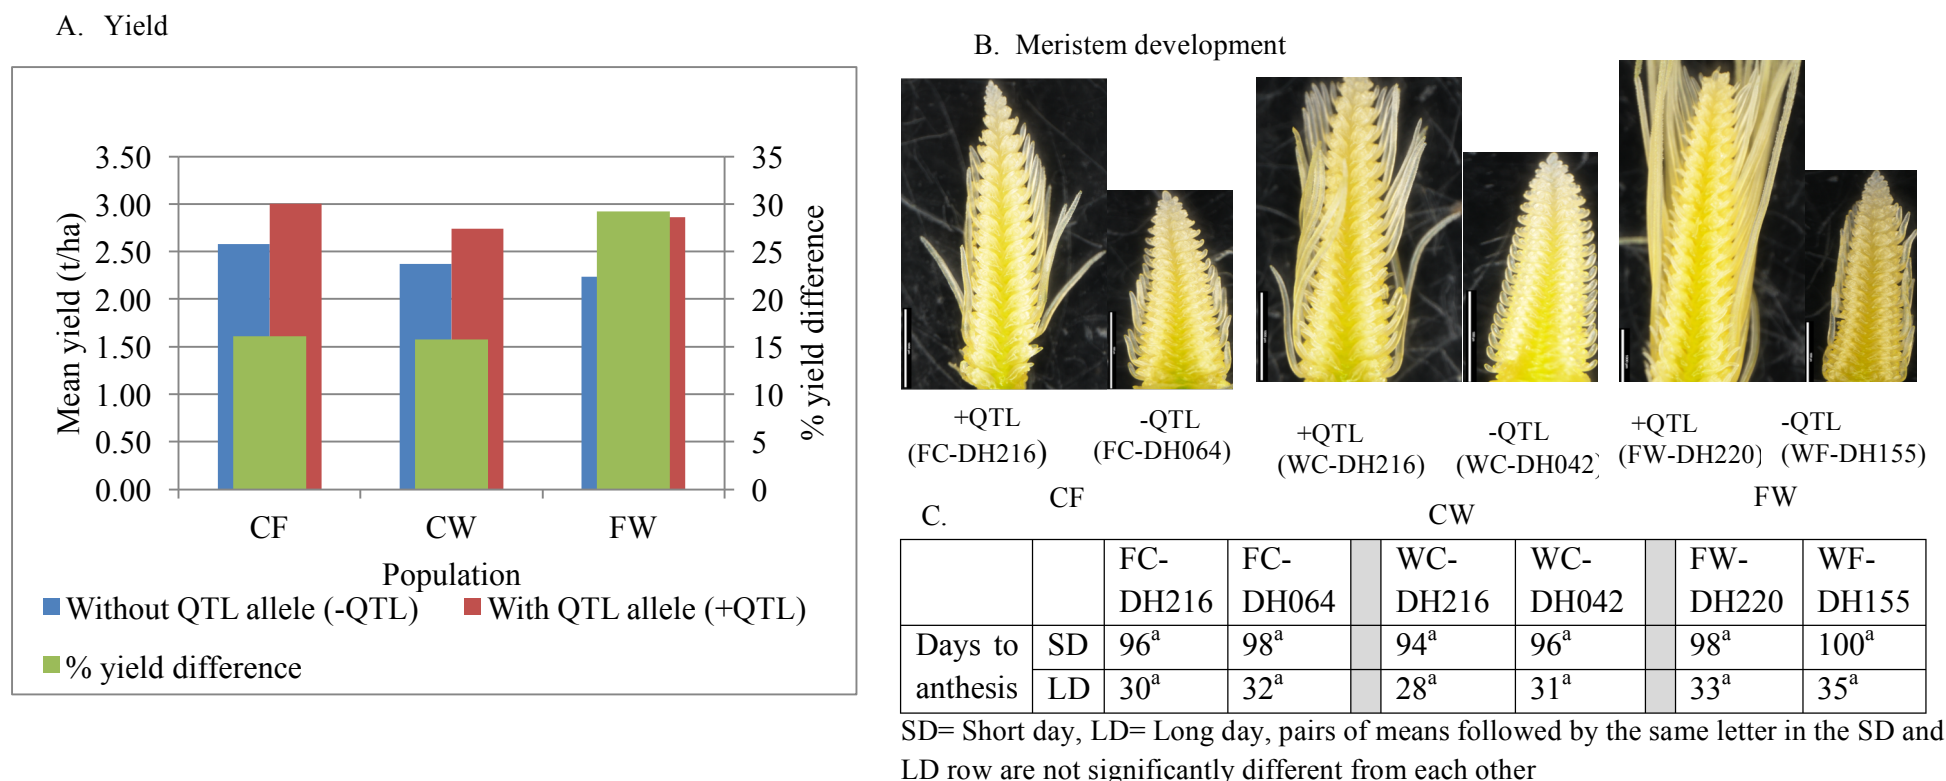 A. Yield
3.50
3.00
2.50
2.00
1.50
1.00
0.50
0.00
Mean yield (t/ha)
35
30
25
20
15
10
5
0
% yield difference
CF CW FW
Population
Without QTL allele (-QTL) With QTL allele (+QTL)
% yield difference
B. Meristem development
+QTL
(FC-DH216)
-QTL
(FC-DH064)
+QTL
(WC-DH216)
-QTL
(WC-DH042)
+QTL
(FW-DH220)
-QTL
(WF-DH155)
CF CW FW
C.
FC-DH216 FC-DH064 WC-DH216 WC-DH042 FW-DH220 WF-DH155
Days to anthesis SD 96ᵃ 98ᵃ 94ᵃ 96ᵃ 98ᵃ 100ᵃ
LD 30ᵃ 32ᵃ 28ᵃ 31ᵃ 33ᵃ 35ᵃ
SD= Short day, LD= Long day, pairs of means followed by the same letter in the SD and
LD row are not significantly different from each other